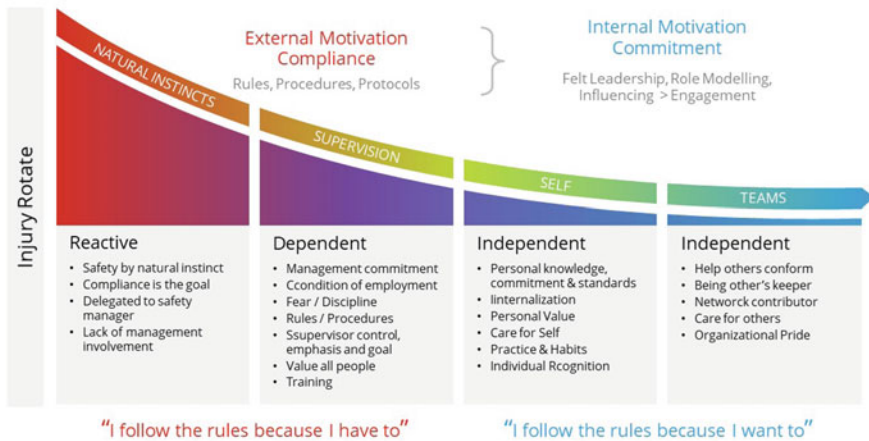 External Motivation
Compliance
Rules, Procedures, Protocols
Internal Motivation
Commitment
Felt Leadership, Role Modelling,
Influencing > Engagement
NATURAL INSTINCTS
SUPERVISION
SELF
TEAMS
Injury Rotate
Reactive
• Safety by natural instinct
• Compliance is the goal
• Delegated to safety
manager
• Lack of management
involvement
Dependent
• Management commitment
• Ccondition of employment
• Fear / Discipline
• Rules / Procedures
• Ssupervisor control,
emphasis and goal
• Value all people
• Training
Independent
• Personal knowledge,
commitment & standards
• Iinternalization
• Personal Value
• Care for Self
• Practice & Habits
• Individual Rcognition
Independent
• Help others conform
• Being other's keeper
• Networck contributor
• Care for others
• Organizational Pride
"I follow the rules because I have to"
"I follow the rules because I want to"